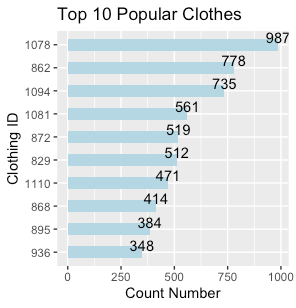 Top 10 Popular Clothes
Clothing ID
1078 987
862 778
1094 735
1081 561
872 519
829 512
1110 471
868 414
895 384
936 348
0 250 500 750 1000
Count Number